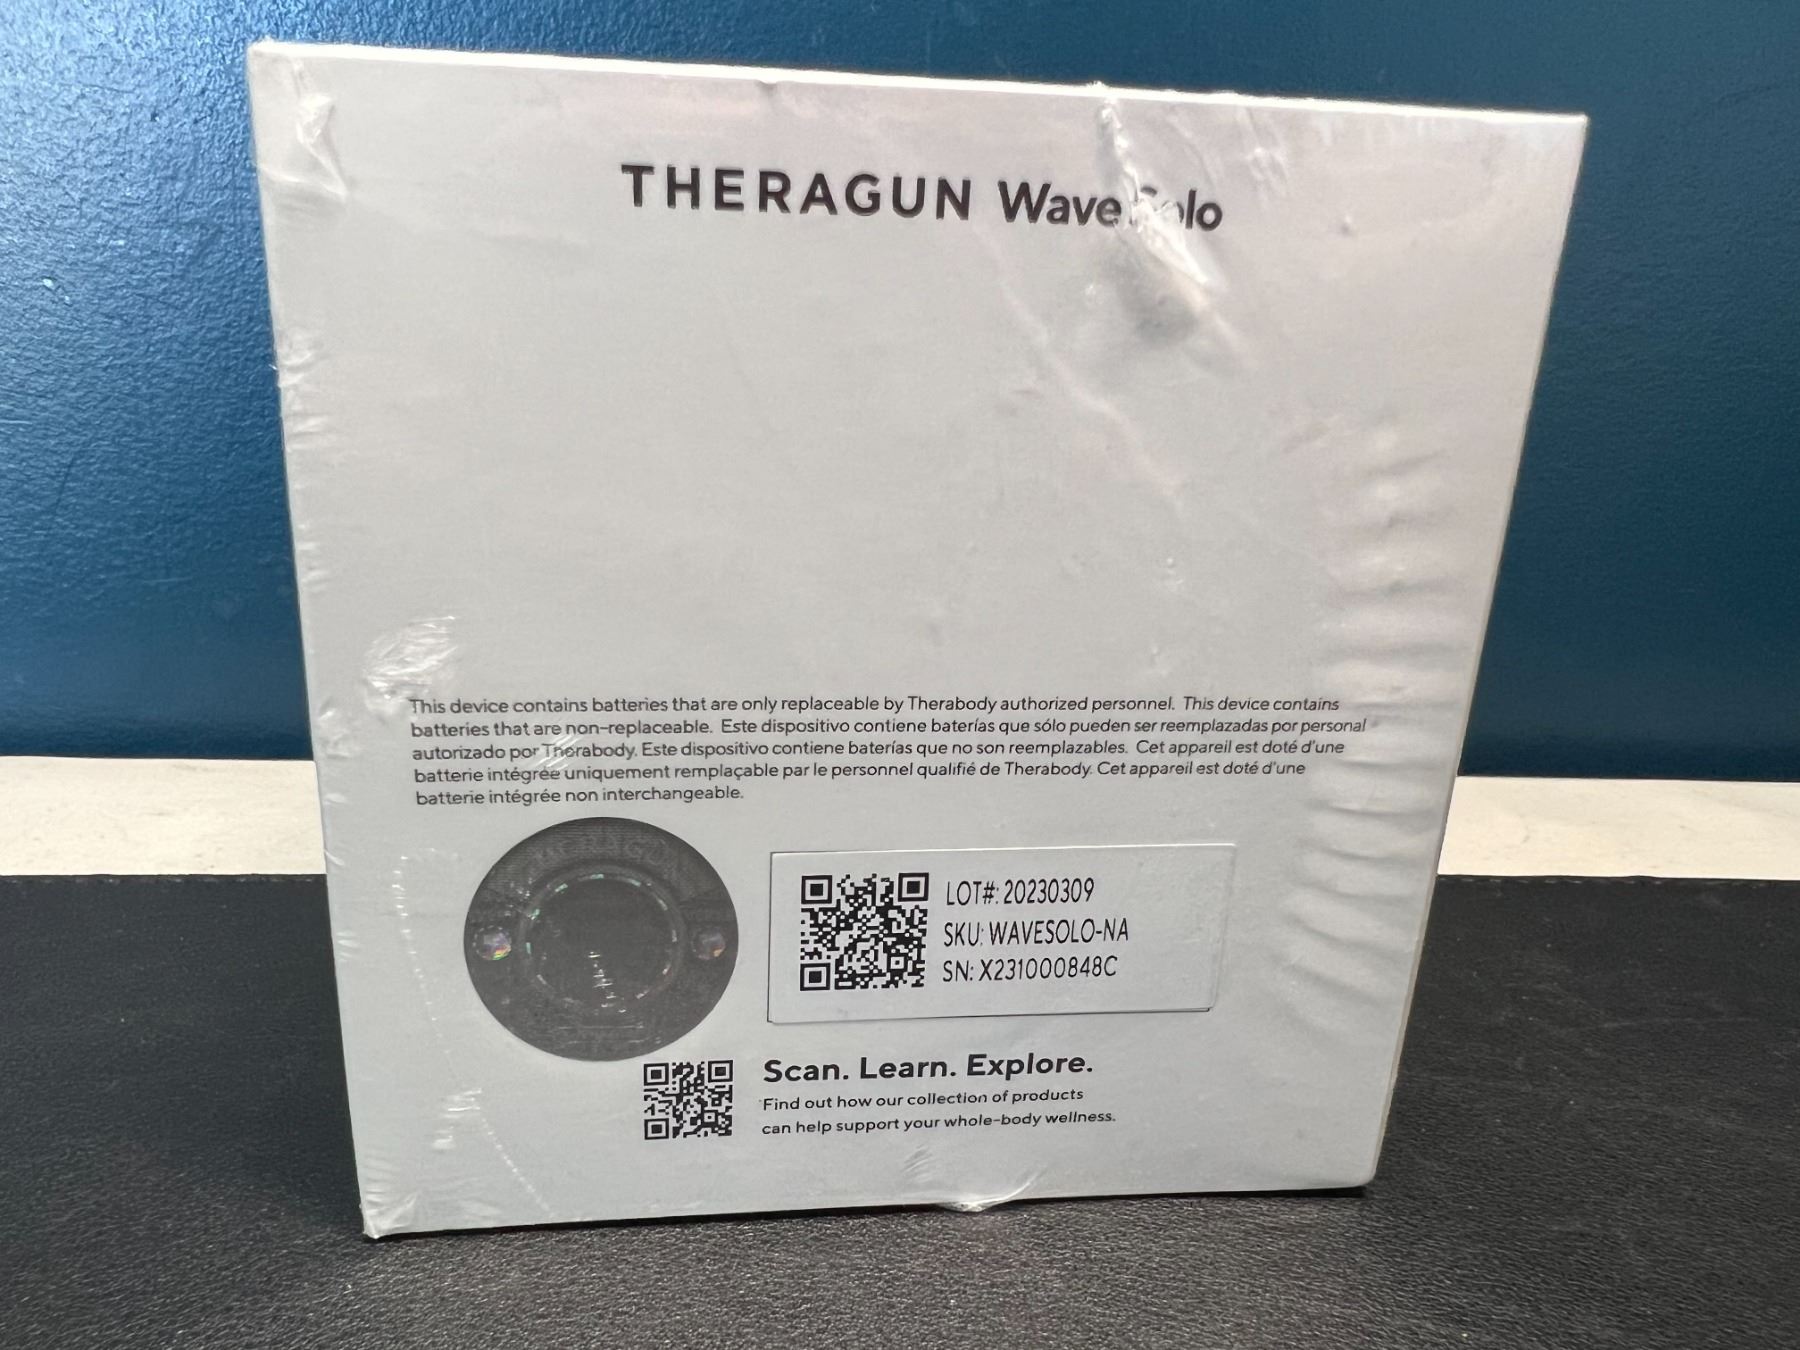 THERAGUN Wave Solo
This device contains batteries that are only replaceable by Therabody authorized personnel. This device contains
batteries that are non-replaceable. Este dispositivo contiene baterías que sólo pueden ser reemplazadas por personal
autorizado por Therabody. Este dispositivo contiene baterías que no son reemplazables. Cet appareil est doté d'une
batterie intégrée uniquement remplaçable par le personnel qualifié de Therabody. Cet appareil est doté d'une
batterie intégrée non interchangeable.
THERAGUN
LOT#: 20230309
SKU: WAVESOLO-NA
SN: X231000848C
Scan. Learn. Explore.
Find out how our collection of products
can help support your whole-body wellness.